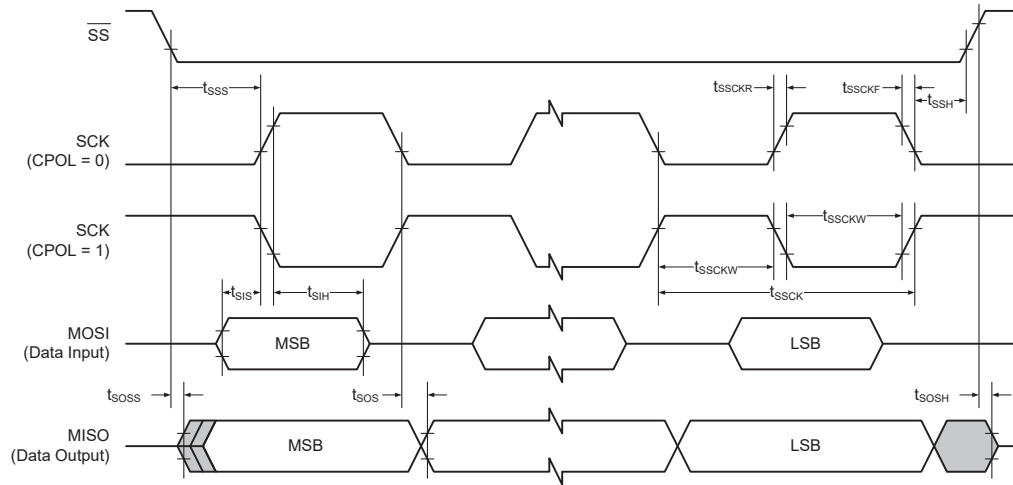 SS
tSSS
tSSCKR
tSSCKF
tSSH
SCK
(CPOL = 0)
SCK
(CPOL = 1)
tSSCKW
tSSCKW
tSSCK
tSIS
tSIH
MOSI
(Data Input)
MSB
LSB
tSOSS
tSOS
tSOSH
MISO
(Data Output)
MSB
LSB